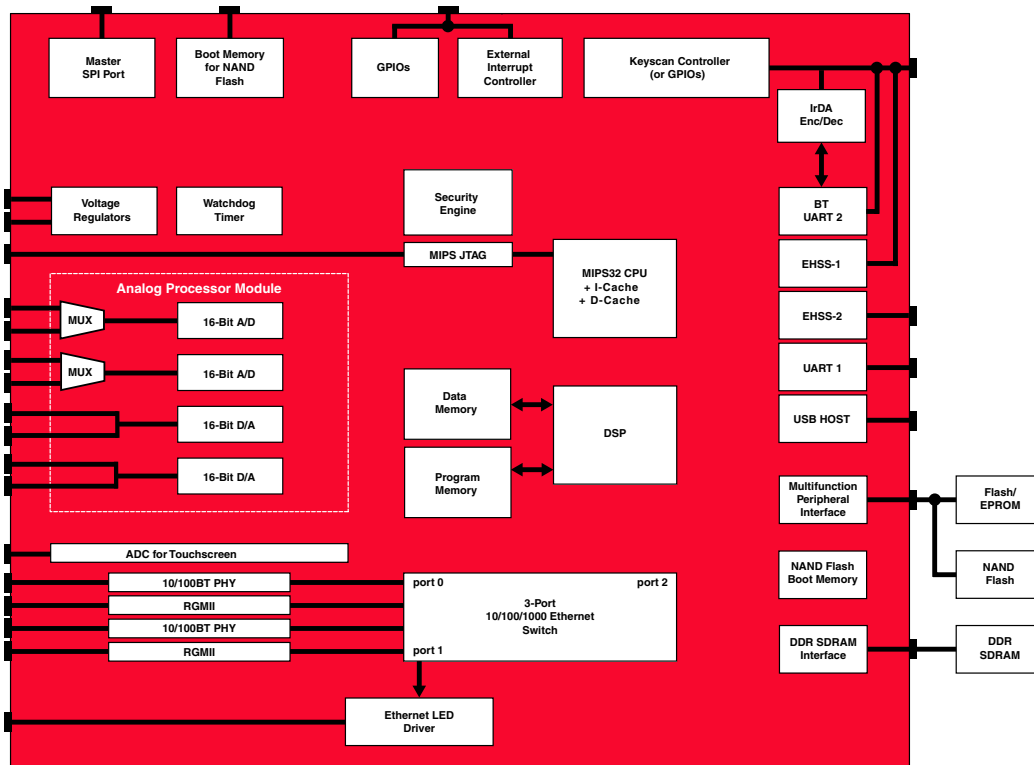 Master
SPI Port
Boot Memory
for NAND
Flash
GPIOs
External
Interrupt
Controller
Keyscan Controller
(or GPIOs)
IrDA
Enc/Dec
Voltage
Regulators
Watchdog
Timer
Security
Engine
BT
UART 2
MIPS JTAG
MIPS32 CPU
+ I-Cache
+ D-Cache
EHSS-1
Analog Processor Module
MUX
16-Bit A/D
EHSS-2
MUX
16-Bit A/D
UART 1
Data
Memory
DSP
USB HOST
16-Bit D/A
16-Bit D/A
Program
Memory
Multifunction
Peripheral
Interface
Flash/
EPROM
ADC for Touchscreen
NAND Flash
Boot Memory
NAND
Flash
10/100BT PHY
RGMII
10/100BT PHY
RGMII
port 0
port 2
3-Port
10/100/1000 Ethernet
Switch
port 1
DDR SDRAM
Interface
DDR
SDRAM
Ethernet LED
Driver